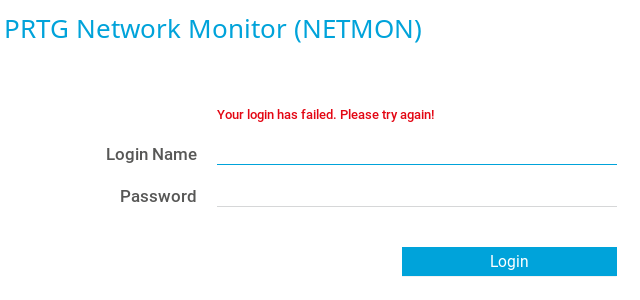 PRTG Network Monitor (NETMON)
Your login has failed. Please try again!
Login Name
Password
Login